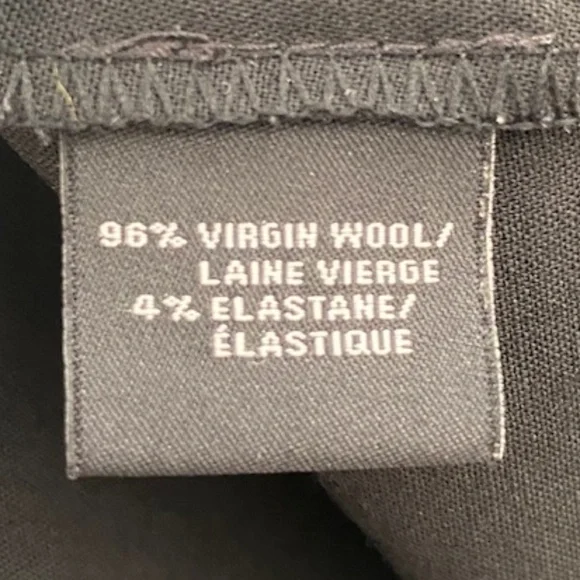 96% VIRGIN WOOL/
LAINE VIERGE
4% ELASTANE/
ÉLASTIQUE